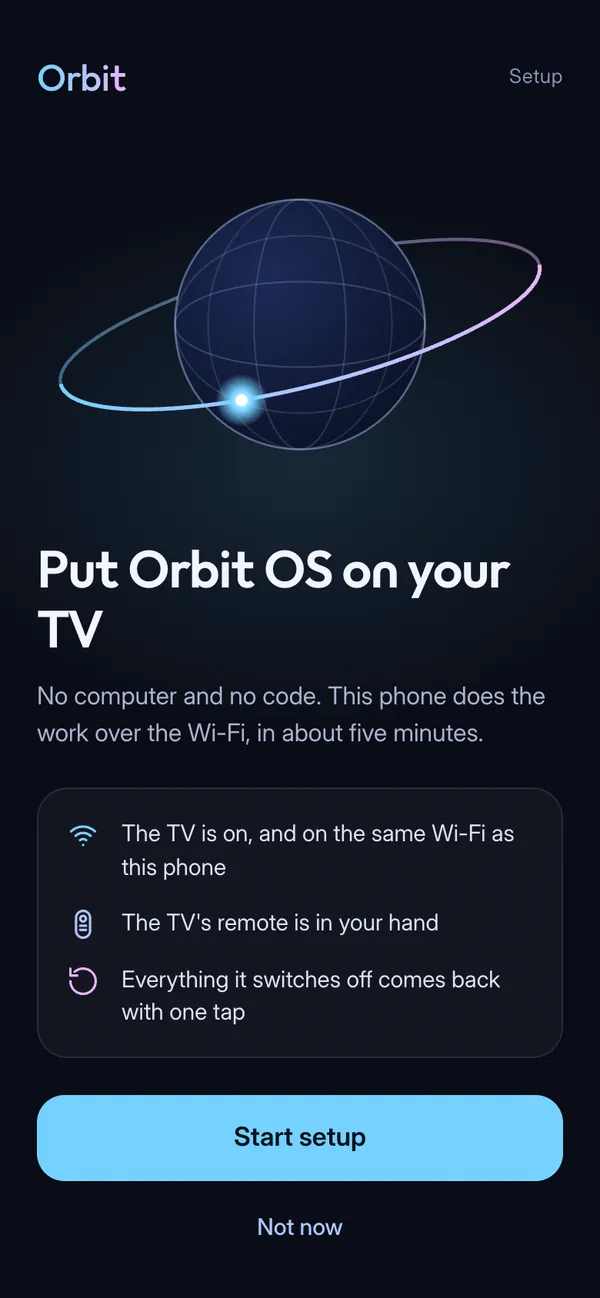 Orbit
Setup
Put Orbit OS on your
TV
No computer and no code. This phone does the
work over the Wi-Fi, in about five minutes.
The TV is on, and on the same Wi-Fi as
this phone
The TV's remote is in your hand
Everything it switches off comes back
with one tap
Start setup
Not now